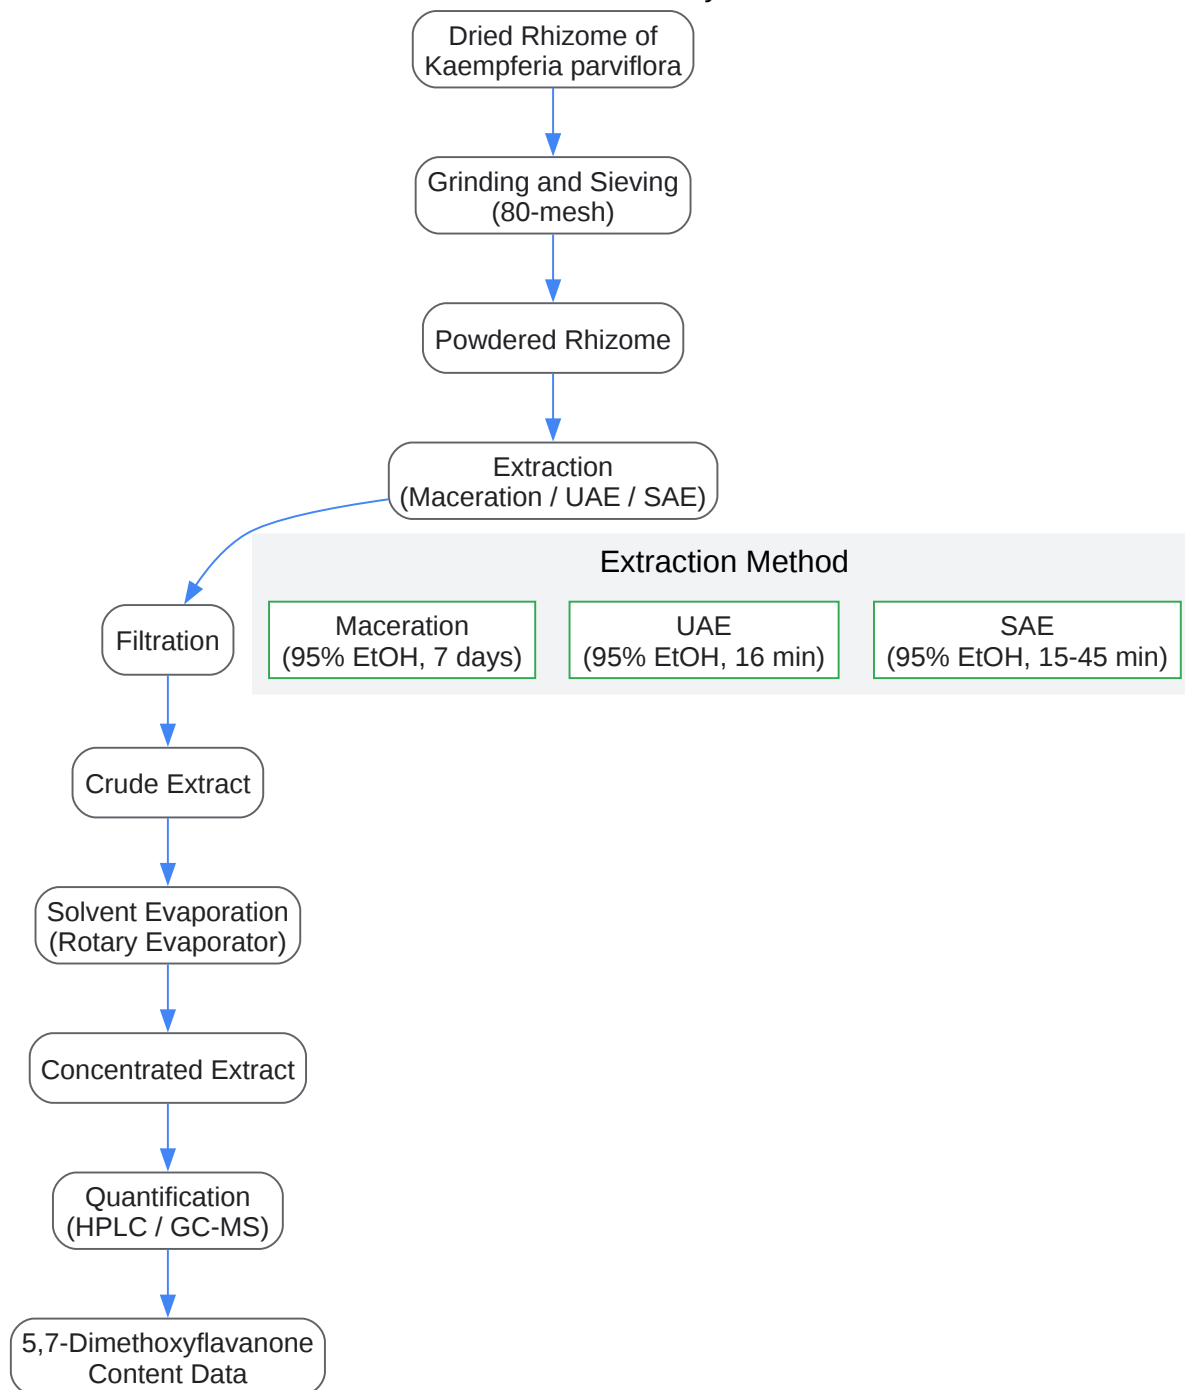 Dried Rhizome of
Kaempferia parviflora
Grinding and Sieving
(80-mesh)
Powdered Rhizome
Extraction
(Maceration / UAE / SAE)
Extraction Method
Filtration
Maceration
(95% EtOH, 7 days)
UAE
(95% EtOH, 16 min)
SAE
(95% EtOH, 15-45 min)
Crude Extract
Solvent Evaporation
(Rotary Evaporator)
Concentrated Extract
Quantification
(HPLC / GC-MS)
5,7-Dimethoxyflavanone
Content Data